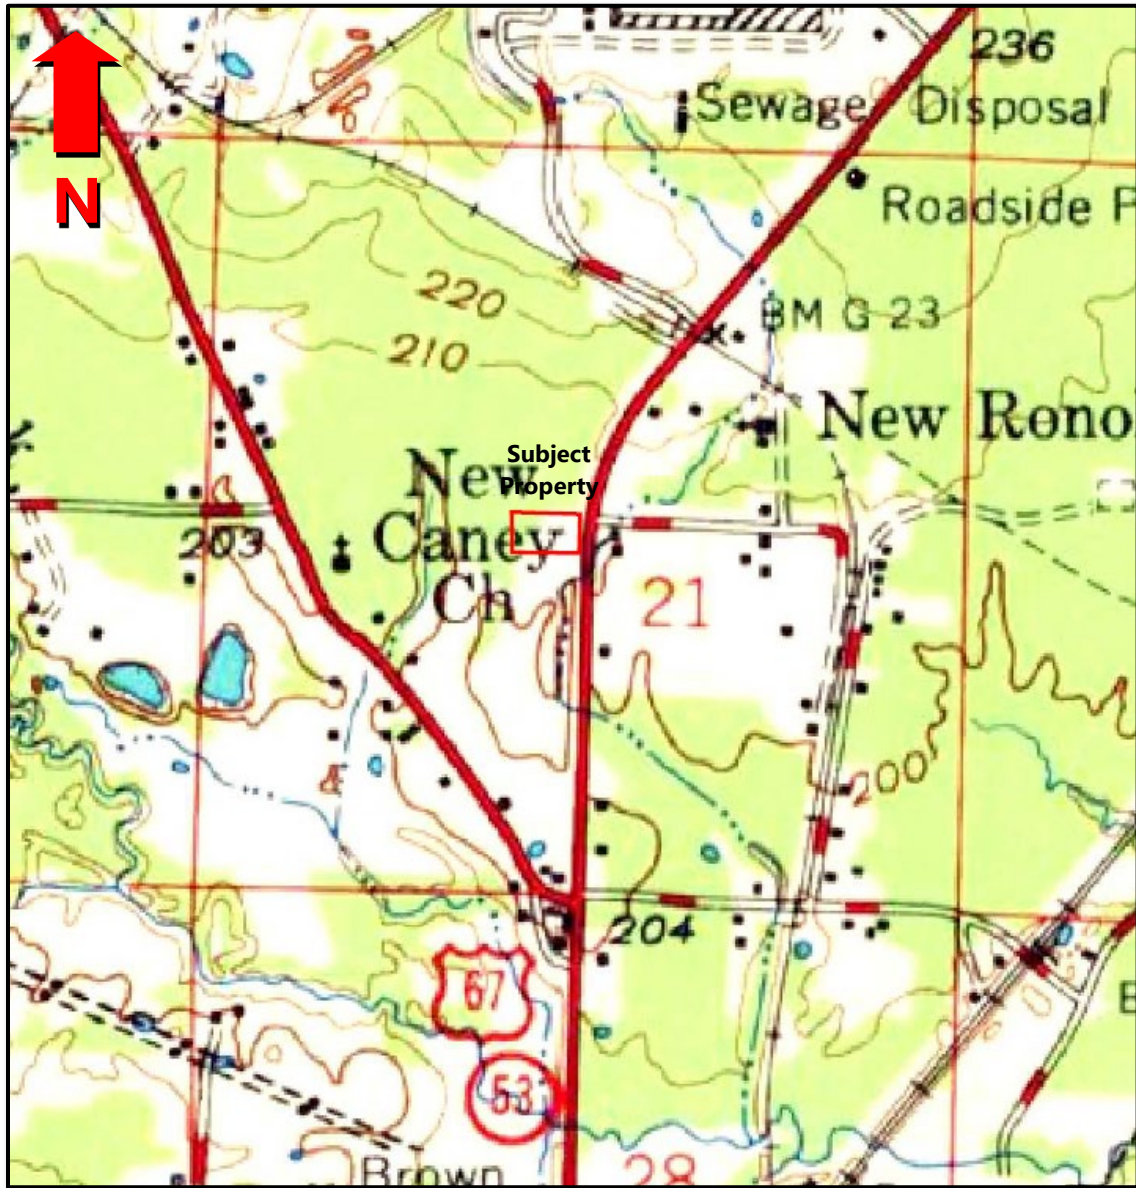 236
Sewage Disposal
N
Roadside P
220
BM G 23
210
New Rono
Subject
Property
New
Caney
Ch
203
21
200
204
67
53
Brown
28